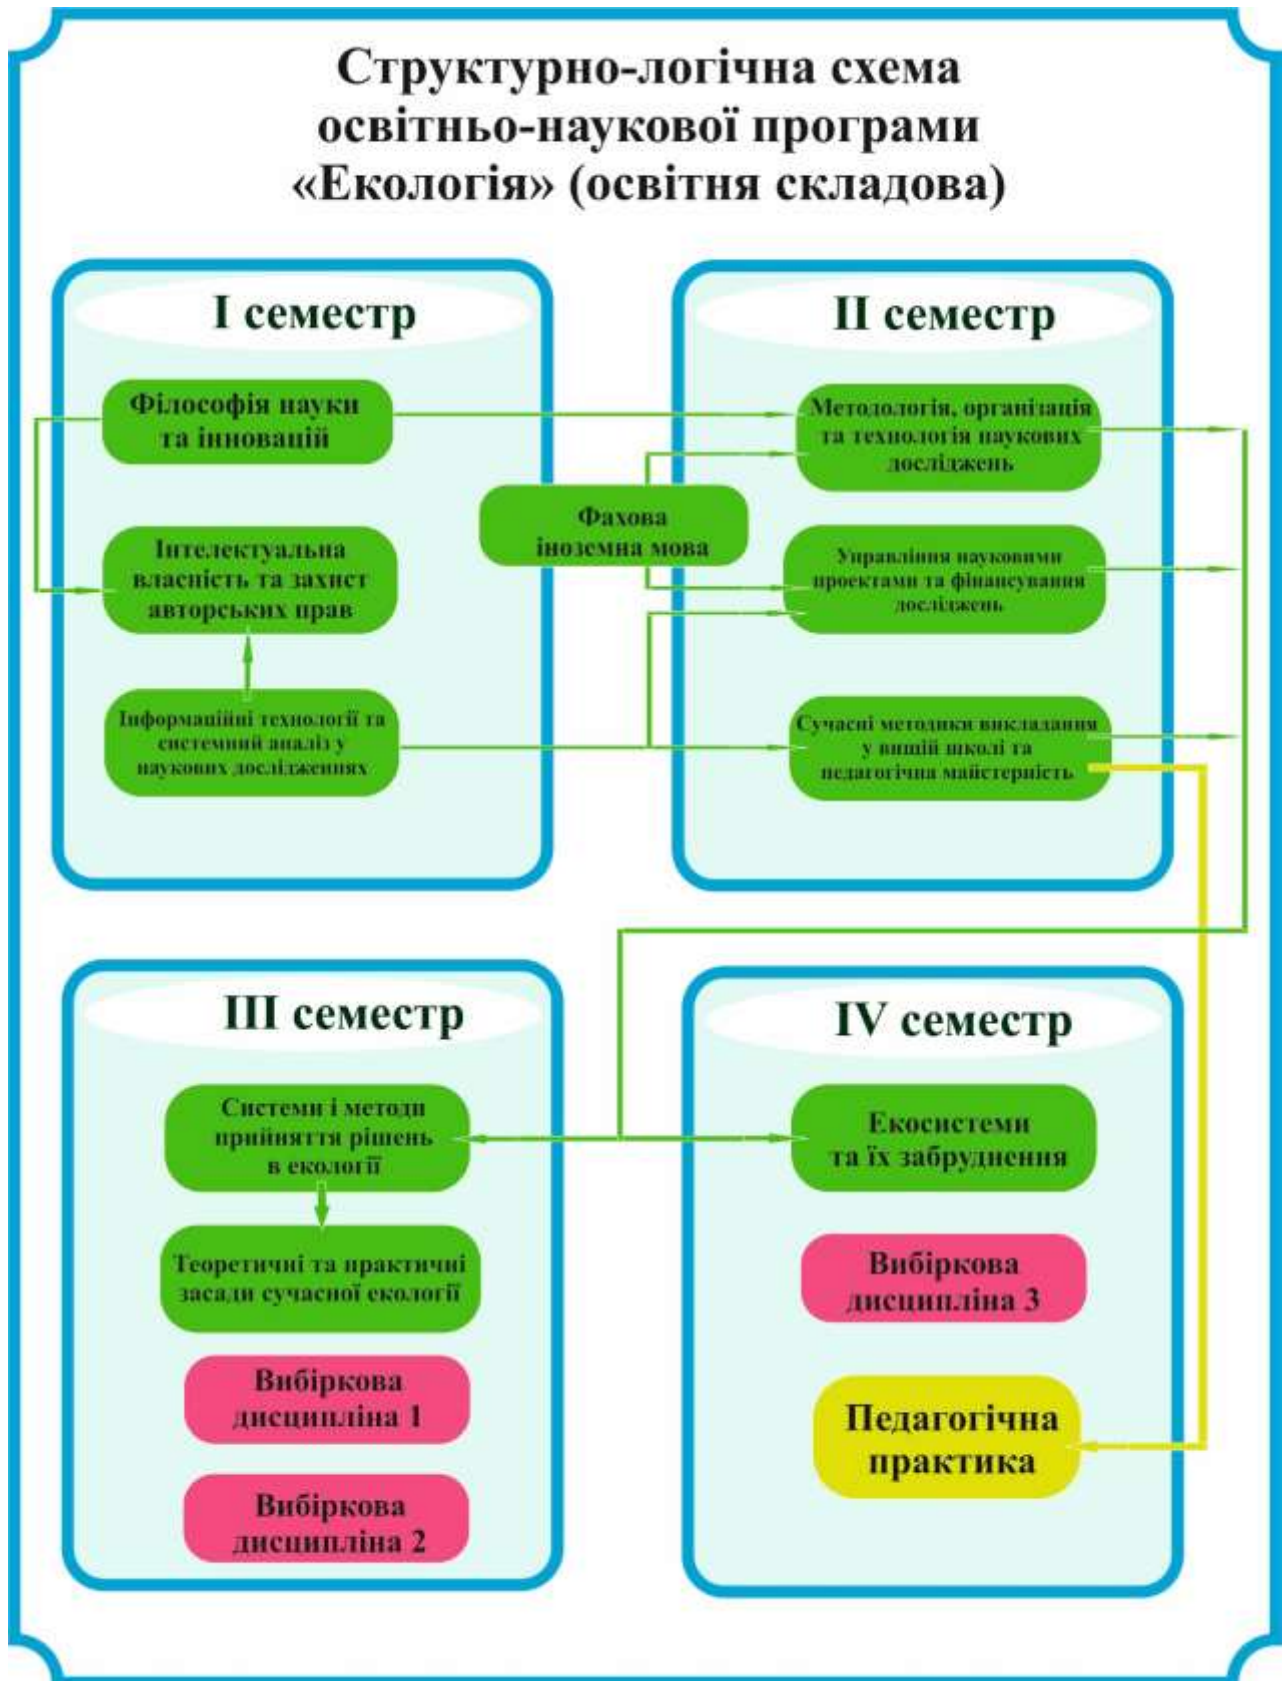 Структурно-логічна схема
освітньо-наукової програми
«Екологія» (освітня складова)
І семестр
Філософія науки
та інновацій
Інтелектуальна
власність та захист
авторських прав
Інформаційні технології та
системний аналіз у
наукових дослідженнях
Фахова
іноземна мова
ІІ семестр
Методологія, організація
та технологія наукових
досліджень
Управління науковими
проектами та фінансування
досліджень
Сучасні методики викладання
у вищій школі та
педагогічна майстерність
ІІІ семестр
Системи і методи
прийняття рішень
в екології
Теоретичні та практичні
засади сучасної екології
Вибіркова
дисципліна 1
Вибіркова
дисципліна 2
IV семестр
Екосистеми
та їх забруднення
Вибіркова
дисципліна 3
Педагогічна
практика